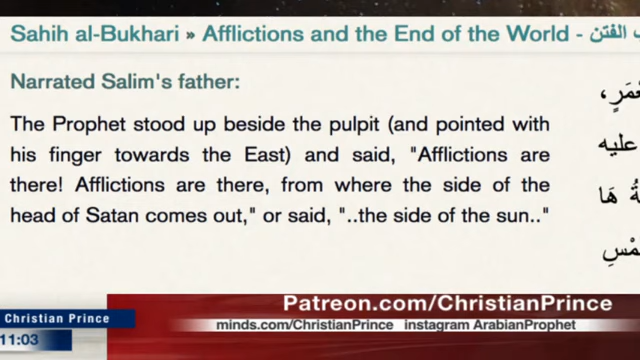 Sahih al-Bukhari » Afflictions and the End of the World - الفتن
Narrated Salim's father:
عُمَرَ،
The Prophet stood up beside the pulpit (and pointed with
his finger towards the East) and said, "Afflictions are
عليه
there! Afflictions are there, from where the side of the
هَا
head of Satan comes out," or said, "..the side of the sun.."
Patreon.com/ChristianPrince
Christian Prince
minds.com/ChristianPrince instagram ArabianProphet
11:03